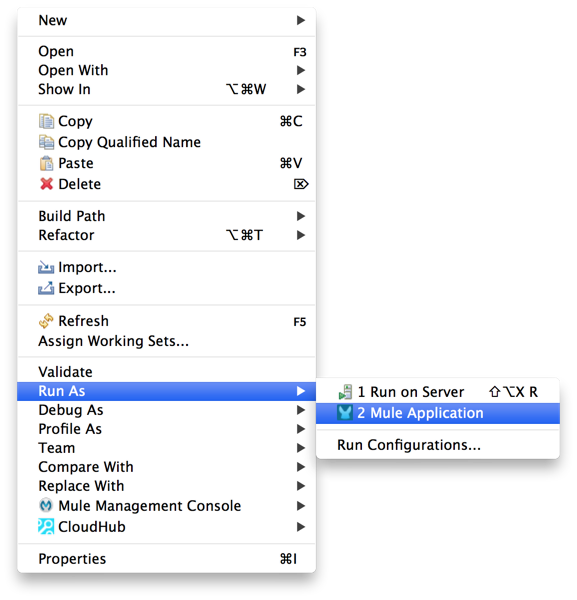 New
Open F3
Open With
Show In ⌥⌘W
Copy ⌘C
Copy Qualified Name
Paste ⌘V
Delete ⌦
Build Path
Refactor ⌥⌘T
Import...
Export...
Refresh F5
Assign Working Sets...
Validate
Run As
1 Run on Server ⇧⌥X R
2 Mule Application
Run Configurations...
Debug As
Profile As
Team
Compare With
Replace With
Mule Management Console
CloudHub
Properties ⌘I